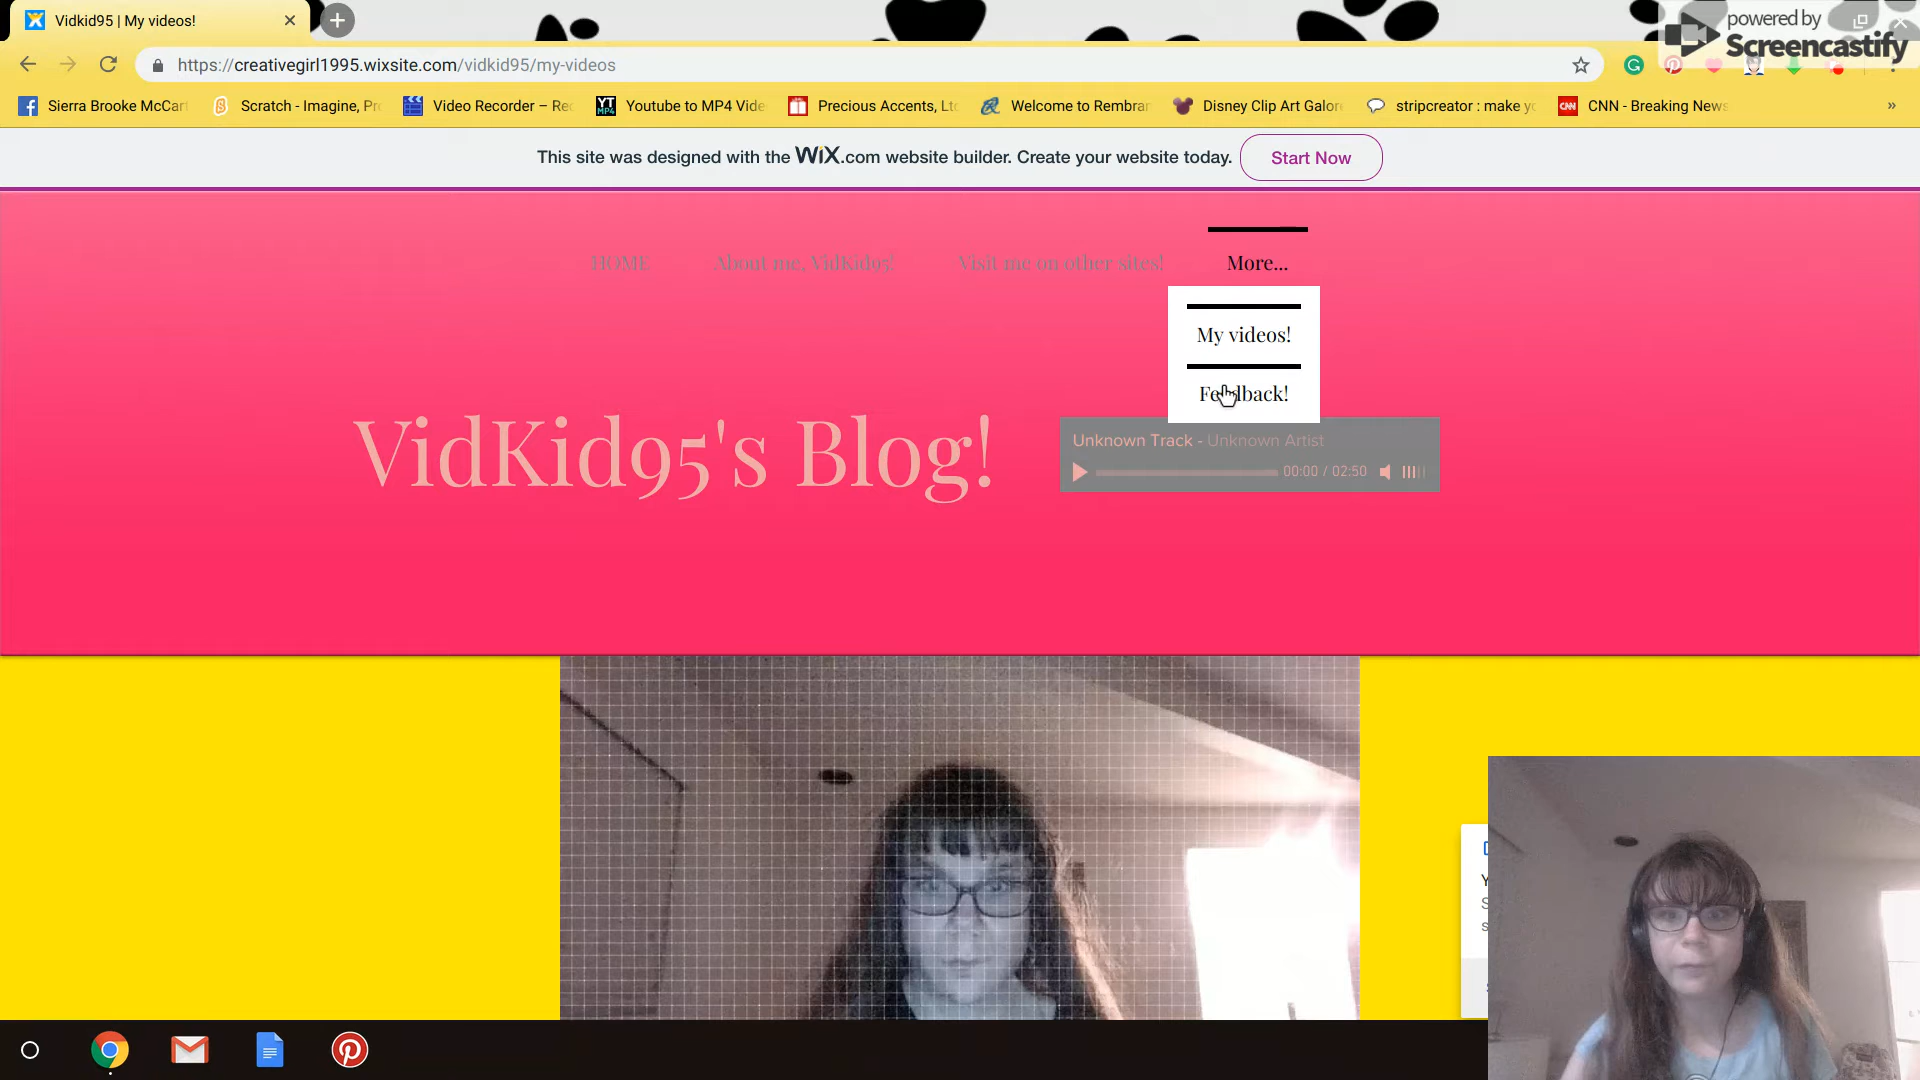 Vidkid95 | My videos!
powered by
Screencastify
https://creativegirl1995.wixsite.com/vidkid95/my-videos
Sierra Brooke McCart
Scratch - Imagine, Pr
Video Recorder – Re
YT MP4
Youtube to MP4 Vide
Precious Accents, Lt
Welcome to Rembran
Disney Clip Art Galor
stripcreator : make y
CNN
CNN - Breaking News
»
This site was designed with the WiX.com website builder. Create your website today.
Start Now
HOME
About me, VidKid95!
Visit me on other sites!
More...
My videos!
Feedback!
VidKid95's Blog!
Unknown Track - Unknown Artist
00:00 / 02:50